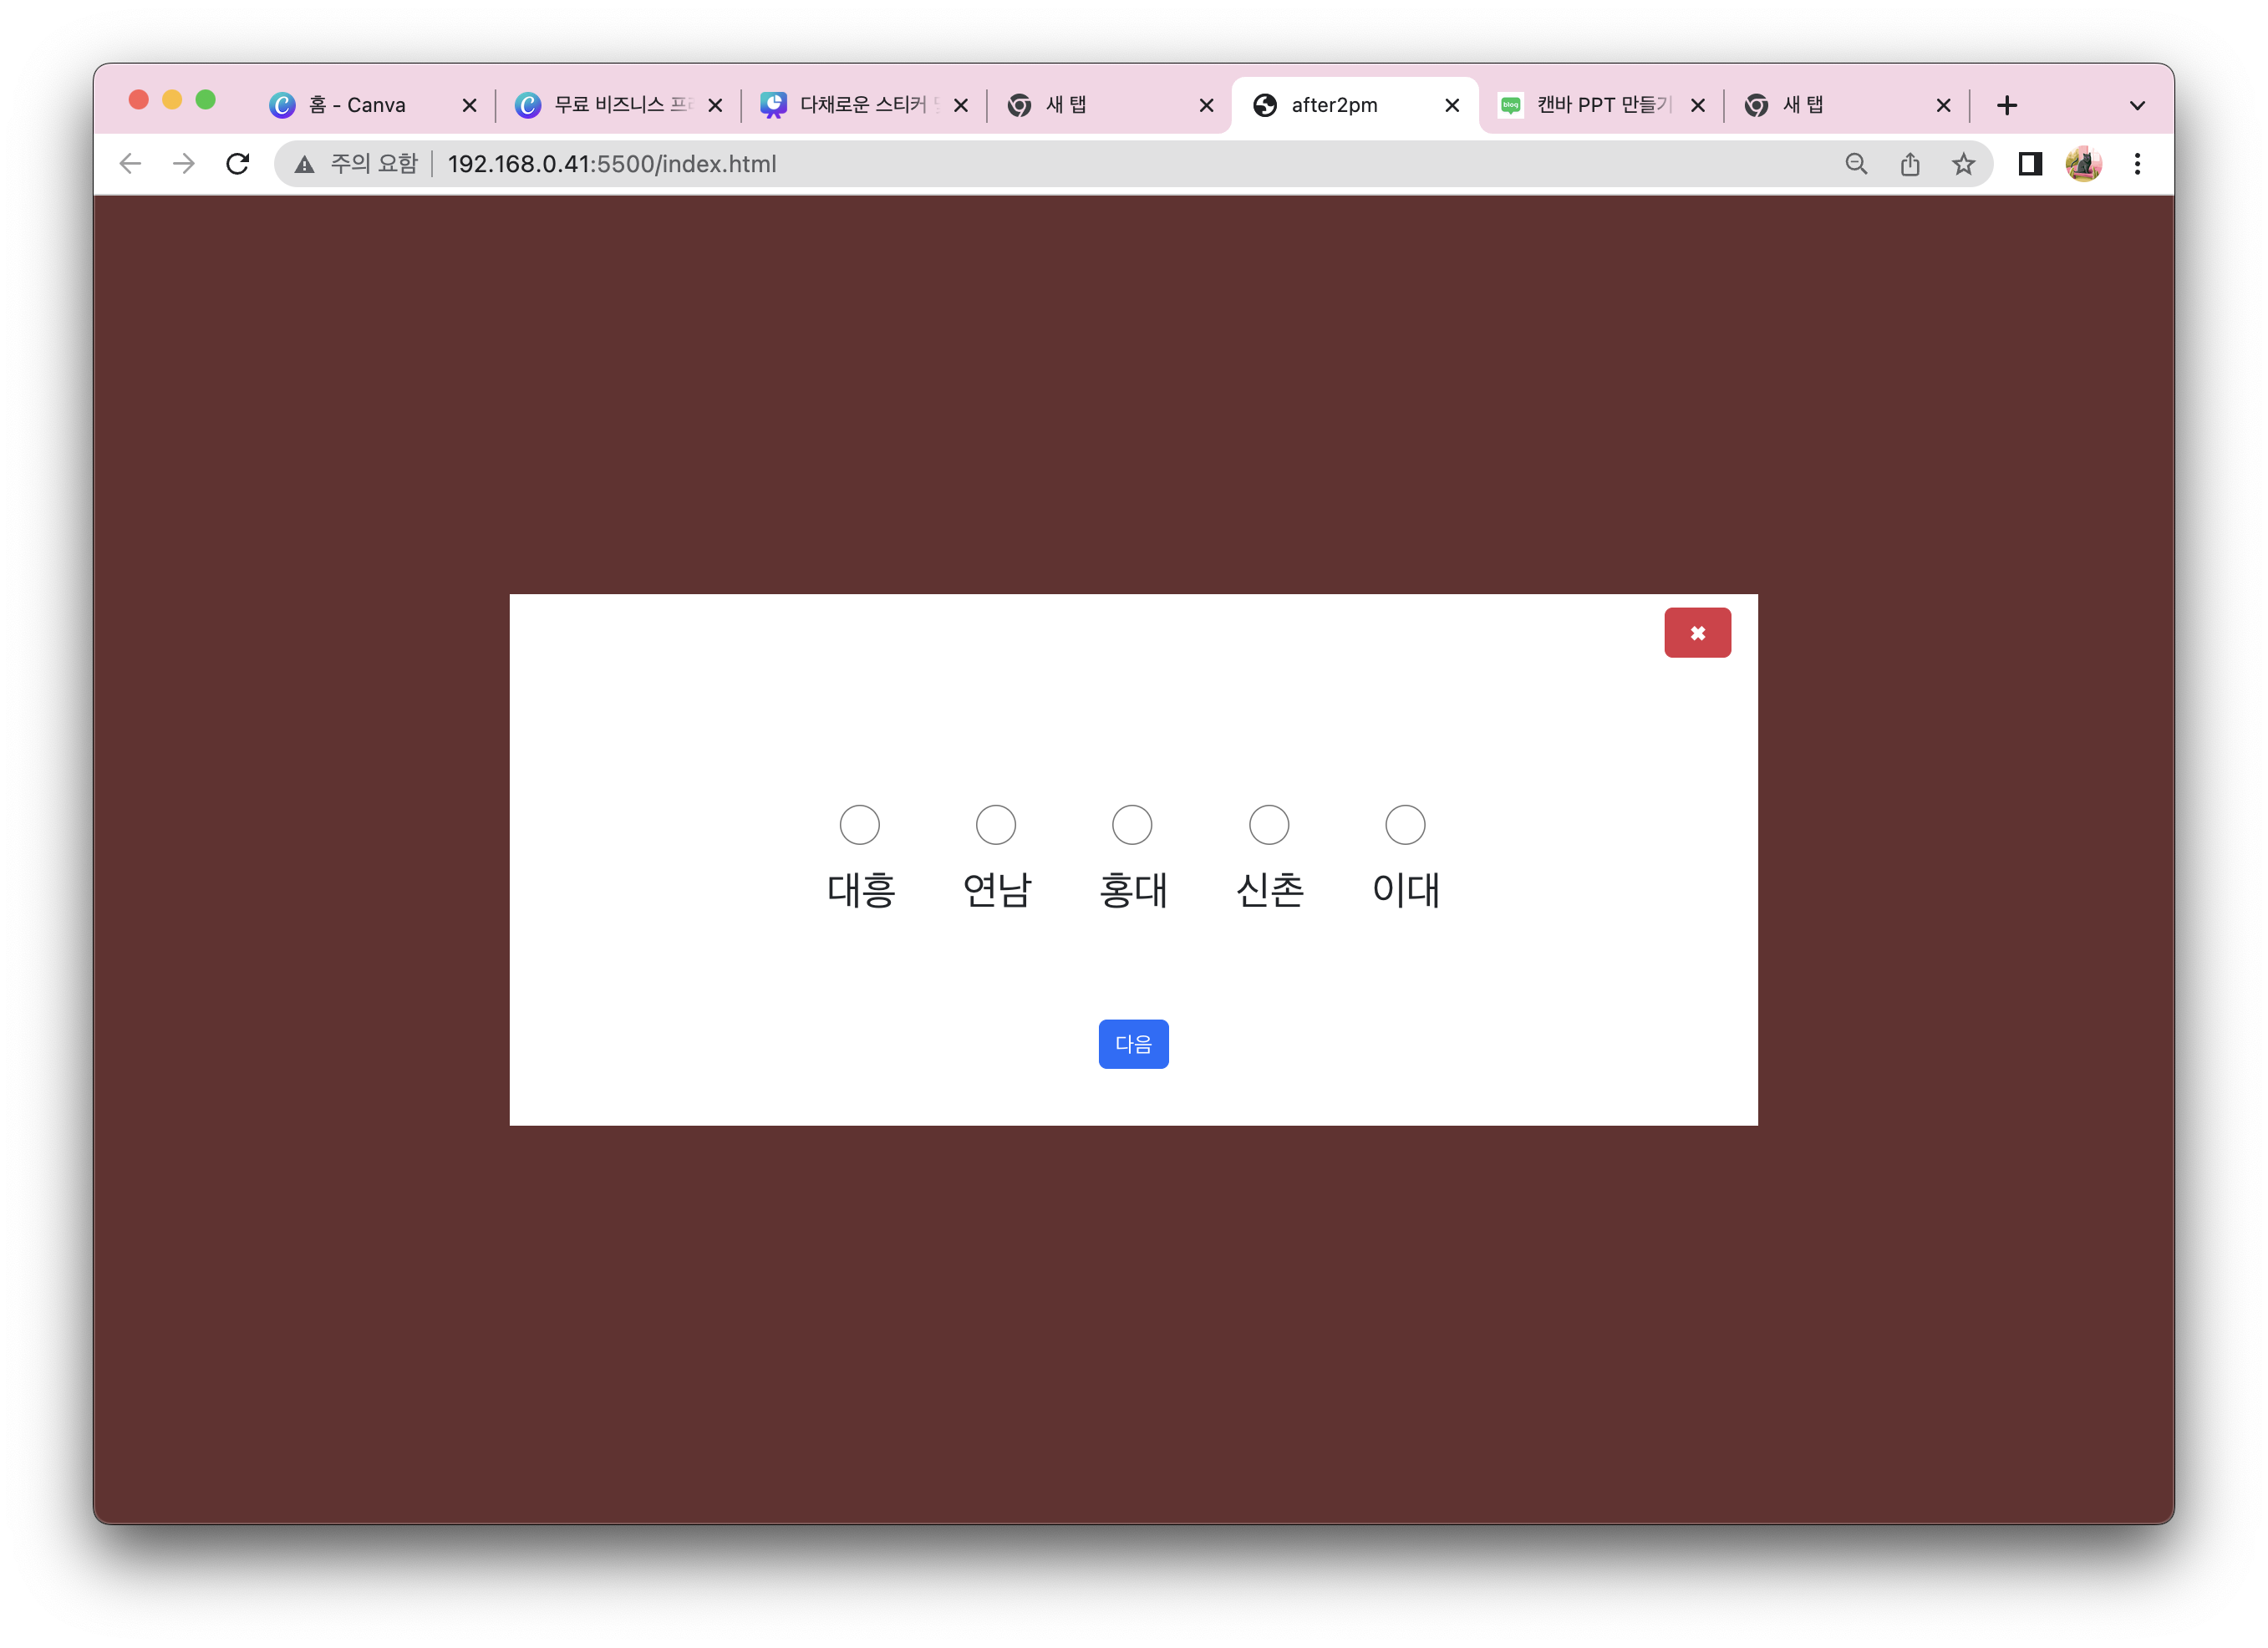 홈 - Canva
무료 비즈니스 프
다채로운 스티커
새 탭
after2pm
캔바 PPT 만들기
새 탭
주의 요함
192.168.0.41:5500/index.html
대흥 연남 홍대 신촌 이대
다음